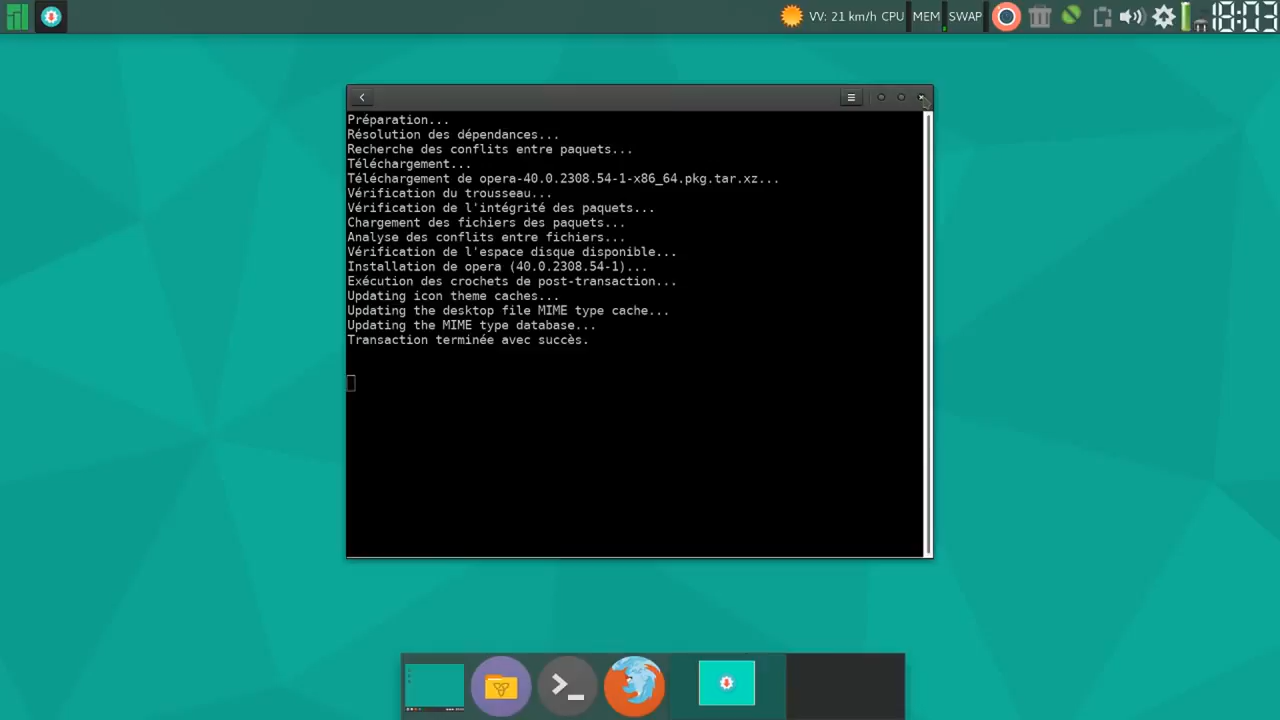 VV: 21 km/h CPU MEM SWAP 18:03
Préparation...
Résolution des dépendances...
Recherche des conflits entre paquets...
Téléchargement...
Téléchargement de opera-40.0.2308.54-1-x86_64.pkg.tar.xz...
Vérification du trousseau...
Vérification de l'intégrité des paquets...
Chargement des fichiers des paquets...
Analyse des conflits entre fichiers...
Vérification de l'espace disque disponible...
Installation de opera (40.0.2308.54-1)...
Exécution des crochets de post-transaction...
Updating icon theme caches...
Updating the desktop file MIME type cache...
Updating the MIME type database...
Transaction terminée avec succès.